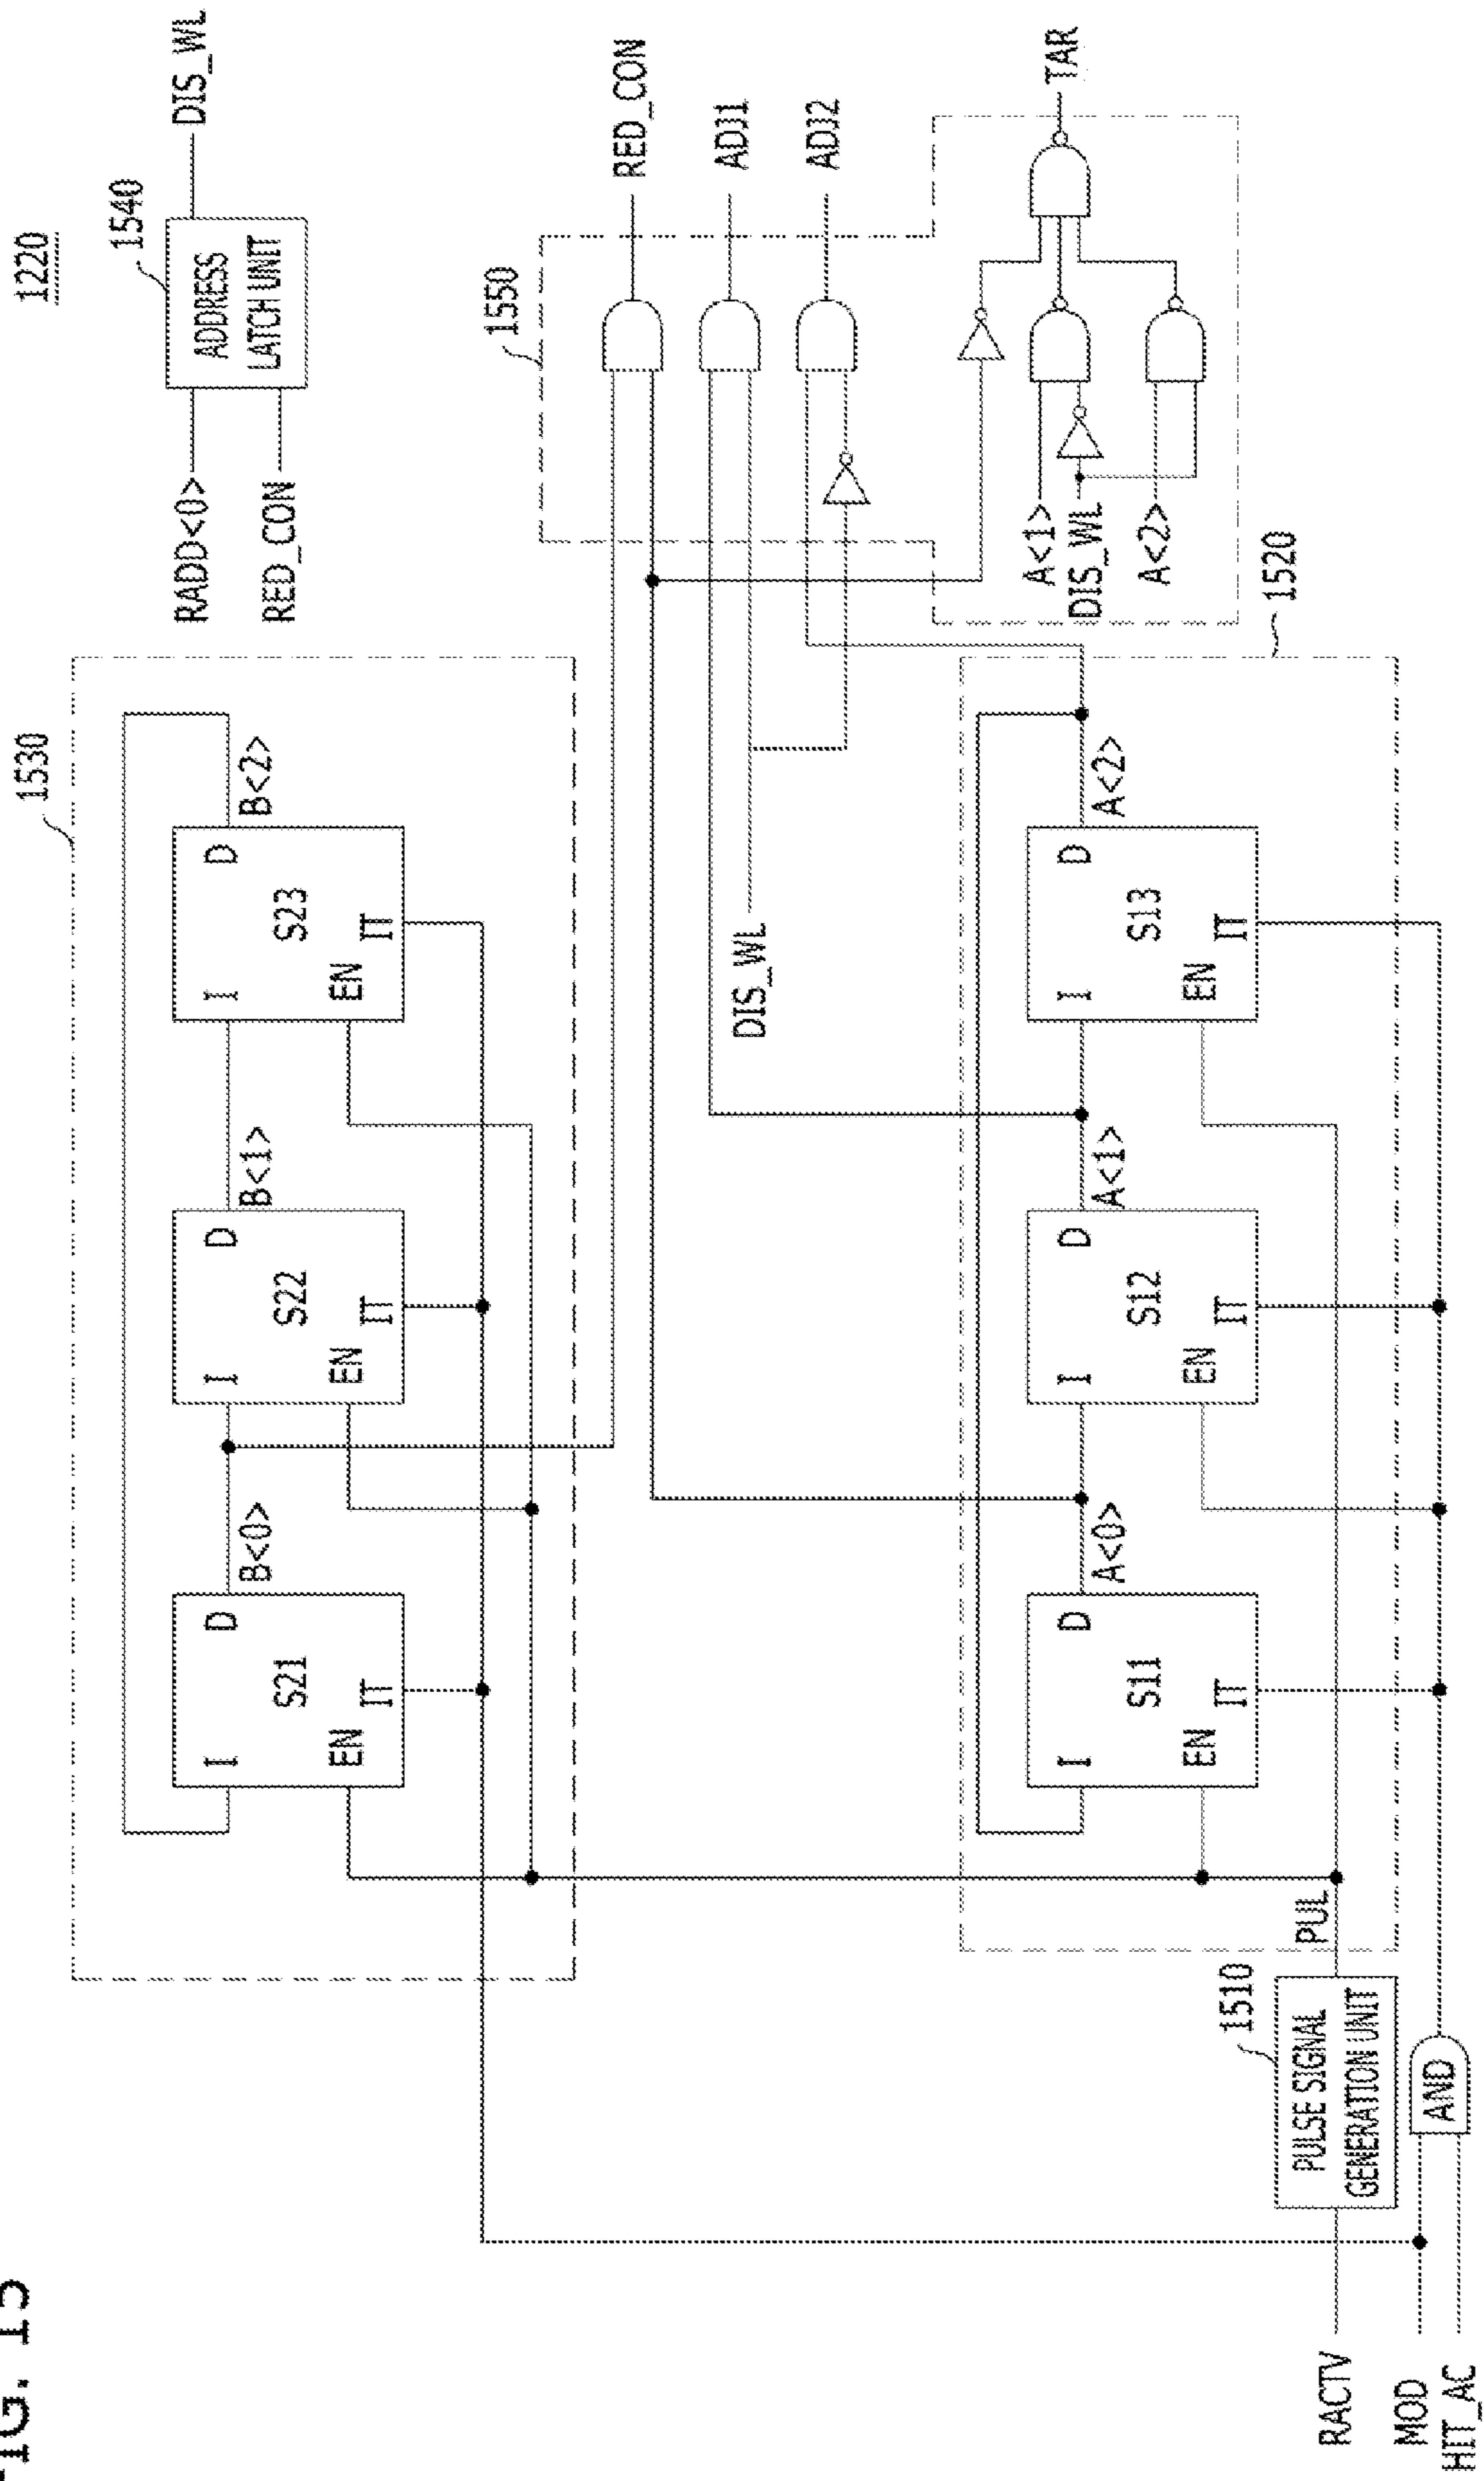 FIG. 15
1220
1530
B<0>
B<1>
B<2>
I
D
S21
EN
IT
I
D
S22
EN
IT
I
D
S23
EN
IT
RADD<0>
RED_CON
1540
ADDRESS
LATCH UNIT
DIS_WL
1550
RED_CON
ADJ1
ADJ2
DIS_WL
A<1>
DIS_WL
A<2>
TAR
1520
A<0>
A<1>
A<2>
I
D
S11
EN
IT
I
D
S12
EN
IT
I
D
S13
EN
IT
PUL
1510
PULSE SIGNAL
GENERATION UNIT
AND
RACTV
MOD
HIT_AC